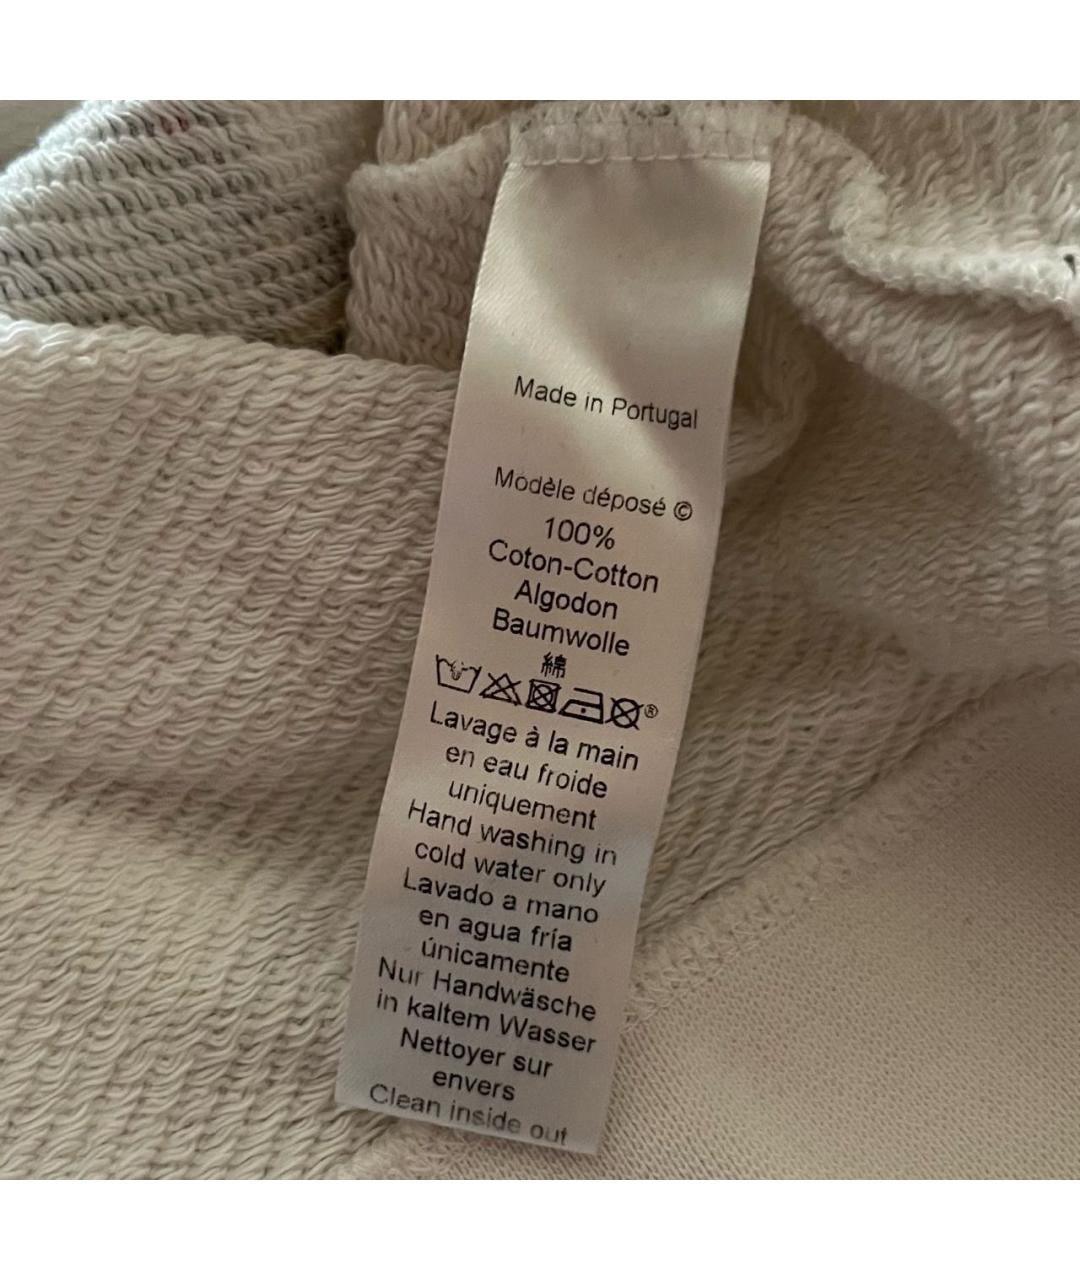 Made in Portugal
Modèle déposé ©
100%
Coton-Cotton
Algodon
Baumwolle
綿
®
Lavage à la main
en eau froide
uniquement
Hand washing in
cold water only
Lavado a mano
en agua fría
únicamente
Nur Handwäsche
in kaltem Wasser
Nettoyer sur
envers
Clean inside out